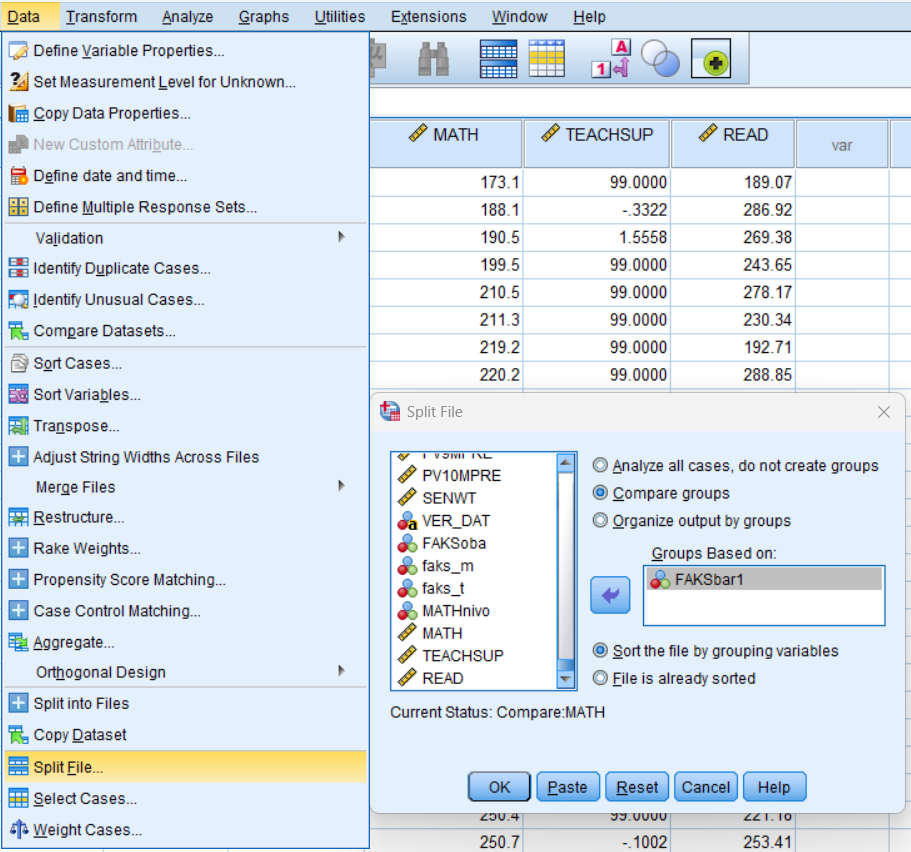 Data Transform Analyze Graphs Utilities Extensions Window Help
Define Variable Properties...
Set Measurement Level for Unknown...
Copy Data Properties...
New Custom Attribute...
Define date and time...
Define Multiple Response Sets...
Validation
Identify Duplicate Cases...
Identify Unusual Cases...
Compare Datasets...
Sort Cases...
Sort Variables...
Transpose...
Adjust String Widths Across Files
Merge Files
Restructure...
Rake Weights...
Propensity Score Matching...
Case Control Matching...
Aggregate...
Orthogonal Design
Split into Files
Copy Dataset
Split File...
Select Cases...
Weight Cases...
A
1
MATH TEACHSUP READ var
173.1 99.0000 189.07
188.1 -.3322 286.92
190.5 1.5558 269.38
199.5 99.0000 243.65
210.5 99.0000 278.17
211.3 99.0000 230.34
219.2 99.0000 192.71
220.2 99.0000 288.85
Split File
PV9MPRE
PV10MPRE
SENWT
a VER_DAT
FAKSoba
faks_m
faks_t
MATHnivo
MATH
TEACHSUP
READ
Analyze all cases, do not create groups
Compare groups
Organize output by groups
Groups Based on:
FAKSbar1
Sort the file by grouping variables
File is already sorted
Current Status: Compare:MATH
OK Paste Reset Cancel Help
250.4 99.0000 221.18
250.7 -.1002 253.41